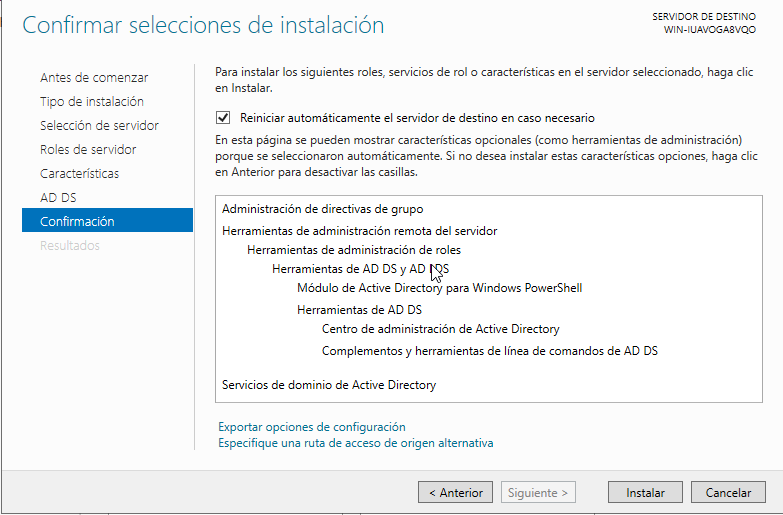 Confirmar selecciones de instalación
SERVIDOR DE DESTINO
WIN-IUAVOGA8VQO
Antes de comenzar
Tipo de instalación
Selección de servidor
Roles de servidor
Características
AD DS
Confirmación
Resultados
Para instalar los siguientes roles, servicios de rol o características en el servidor seleccionado, haga clic
en Instalar.
Reiniciar automáticamente el servidor de destino en caso necesario
En esta página se pueden mostrar características opcionales (como herramientas de administración)
porque se seleccionaron automáticamente. Si no desea instalar estas características opciones, haga clic
en Anterior para desactivar las casillas.
Administración de directivas de grupo
Herramientas de administración remota del servidor
Herramientas de administración de roles
Herramientas de AD DS y AD LDS
Módulo de Active Directory para Windows PowerShell
Herramientas de AD DS
Centro de administración de Active Directory
Complementos y herramientas de línea de comandos de AD DS
Servicios de dominio de Active Directory
Exportar opciones de configuración
Especifique una ruta de acceso de origen alternativa
< Anterior
Siguiente >
Instalar
Cancelar